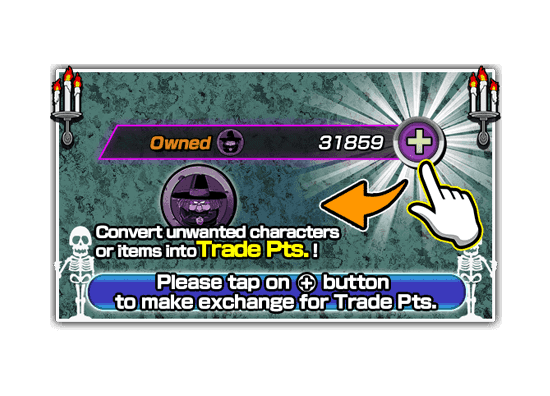 Owned 31859
Convert unwanted characters
or items into Trade Pts. !
Please tap on + button
to make exchange for Trade Pts.